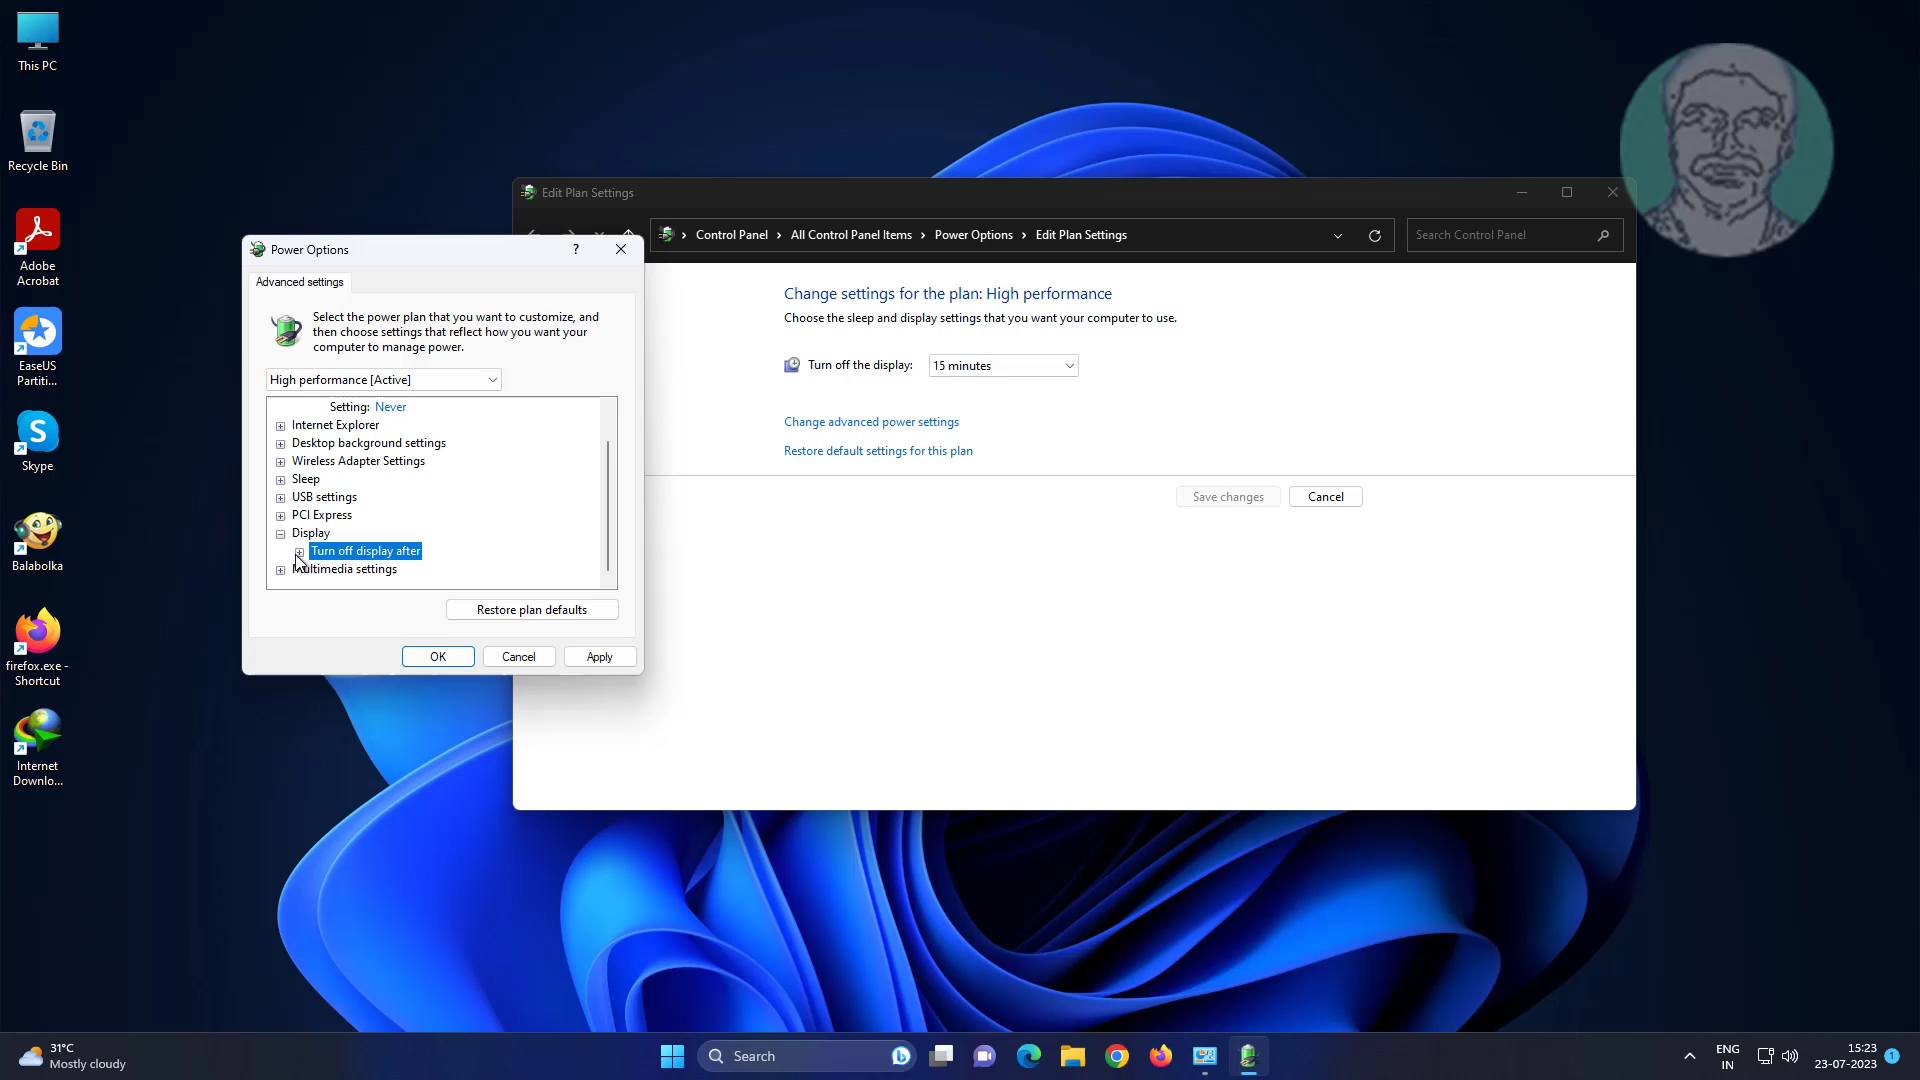 This PC
Recycle Bin
Adobe
Acrobat
EaseUS
Partiti...
Skype
Balabolka
firefox.exe -
Shortcut
Internet
Downlo...
Edit Plan Settings
Control Panel > All Control Panel Items > Power Options > Edit Plan Settings
Search Control Panel
Change settings for the plan: High performance
Choose the sleep and display settings that you want your computer to use.
Turn off the display: 15 minutes
Change advanced power settings
Restore default settings for this plan
Save changes
Cancel
Power Options
?
Advanced settings
Select the power plan that you want to customize, and
then choose settings that reflect how you want your
computer to manage power.
High performance [Active]
Setting: Never
Internet Explorer
Desktop background settings
Wireless Adapter Settings
Sleep
USB settings
PCI Express
Display
Turn off display after
Multimedia settings
Restore plan defaults
OK
Cancel
Apply
31°C
Mostly cloudy
Search
ENG
IN
15:23
23-07-2023
1